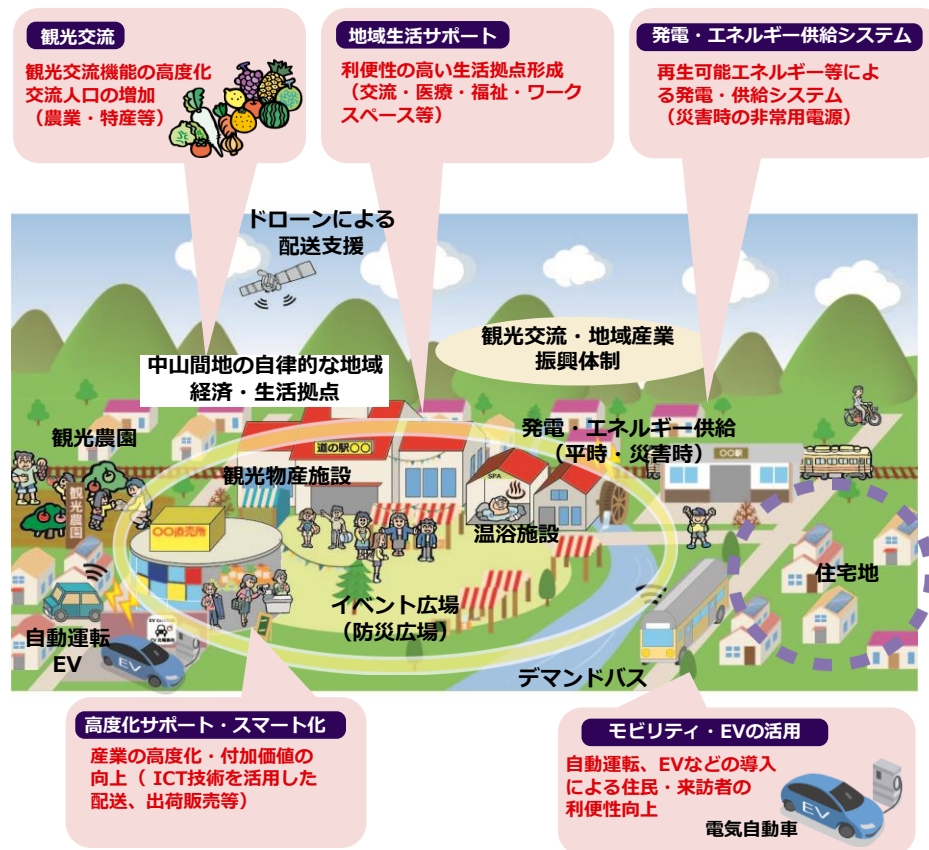 観光交流
観光交流機能の高度化
交流人口の増加
（農業・特産等）
地域生活サポート
利便性の高い生活拠点形成
（交流・医療・福祉・ワーク
スペース等）
発電・エネルギー供給システム
再生可能エネルギー等によ
る発電・供給システム
（災害時の非常用電源）
ドローンによる
配送支援
観光交流・地域産業
振興体制
中山間地の自律的な地域
経済・生活拠点
観光農園
観光農園
道の駅〇〇
観光物産施設
発電・エネルギー供給
（平時・災害時）
〇〇駅
SPA
温浴施設
〇〇直売所
住宅地
イベント広場
（防災広場）
自動運転
EV
EV
デマンドバス
高度化サポート・スマート化
産業の高度化・付加価値の
向上（ ICT技術を活用した
配送、出荷販売等）
モビリティ・EVの活用
自動運転、EVなどの導入
による住民・来訪者の
利便性向上
EV
電気自動車